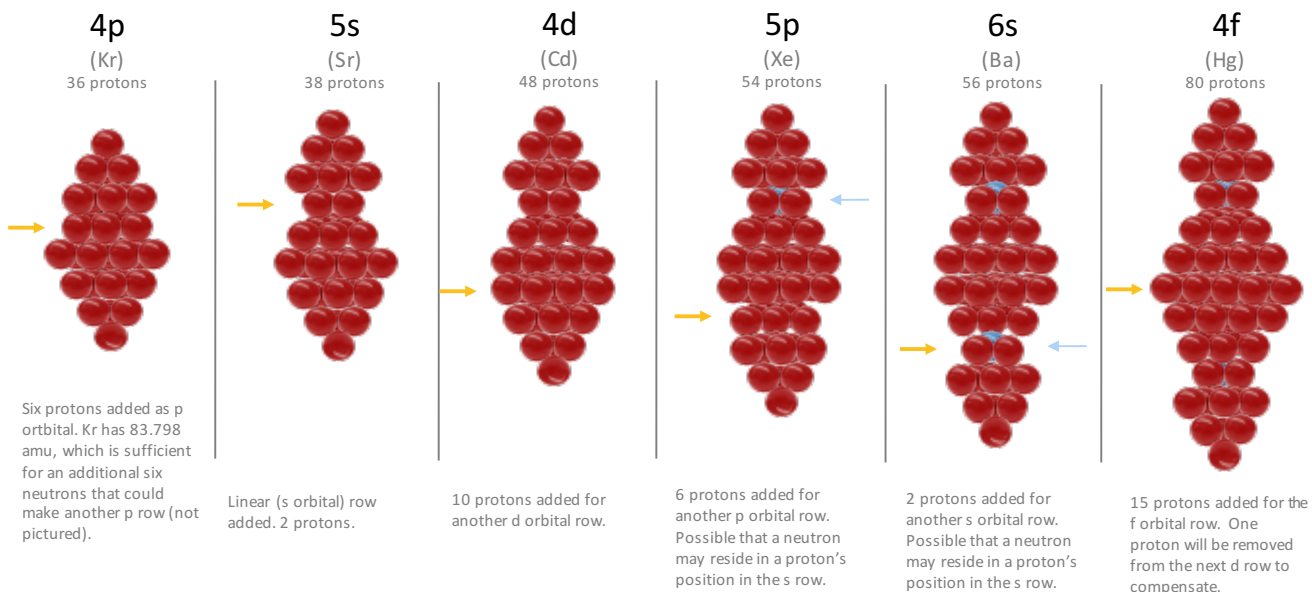 4p
(Kr)
36 protons
5s
(Sr)
38 protons
4d
(Cd)
48 protons
5p
(Xe)
54 protons
6s
(Ba)
56 protons
4f
(Hg)
80 protons
Six protons added as p
ortbital. Kr has 83.798
amu, which is sufficient
for an additional six
neutrons that could
make another p row (not
pictured).
Linear (s orbital) row
added. 2 protons.
10 protons added for
another d orbital row.
6 protons added for
another p orbital row.
Possible that a neutron
may reside in a proton's
position in the s row.
2 protons added for
another s orbital row.
Possible that a neutron
may reside in a proton's
position in the s row.
15 protons added for the
f orbital row. One
proton will be removed
from the next d row to
compensate.